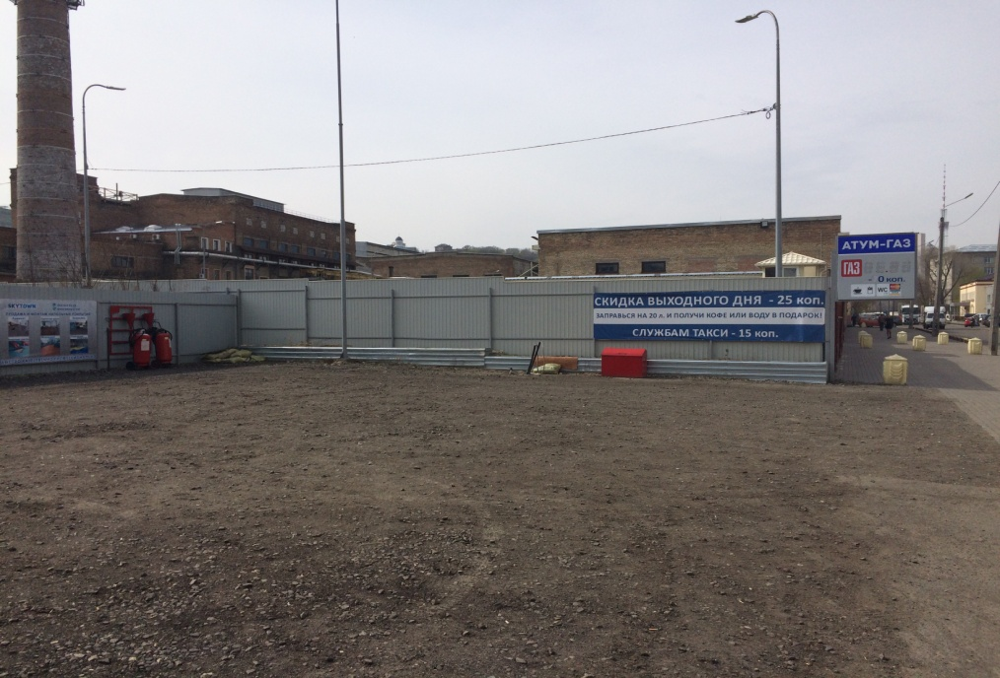 SKYTOWN
СКИДКА ВЫХОДНОГО ДНЯ - 25 коп.
ЗАПРАВЬСЯ НА 20 л. И ПОЛУЧИ КОФЕ ИЛИ ВОДУ В ПОДАРОК!
СЛУЖБАМ ТАКСИ - 15 коп.
АТУМ-ГАЗ
ГАЗ
0 коп.
WC